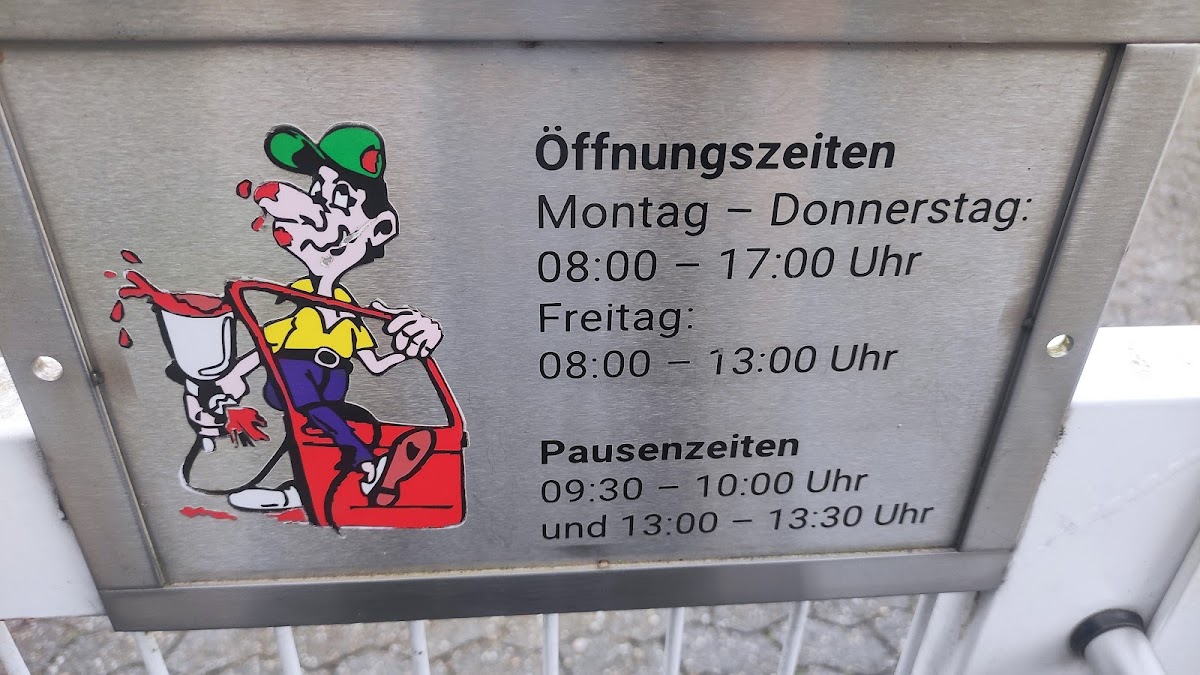 Öffnungszeiten
Montag – Donnerstag:
08:00 – 17:00 Uhr
Freitag:
08:00 – 13:00 Uhr
Pausenzeiten
09:30 – 10:00 Uhr
und 13:00 – 13:30 Uhr